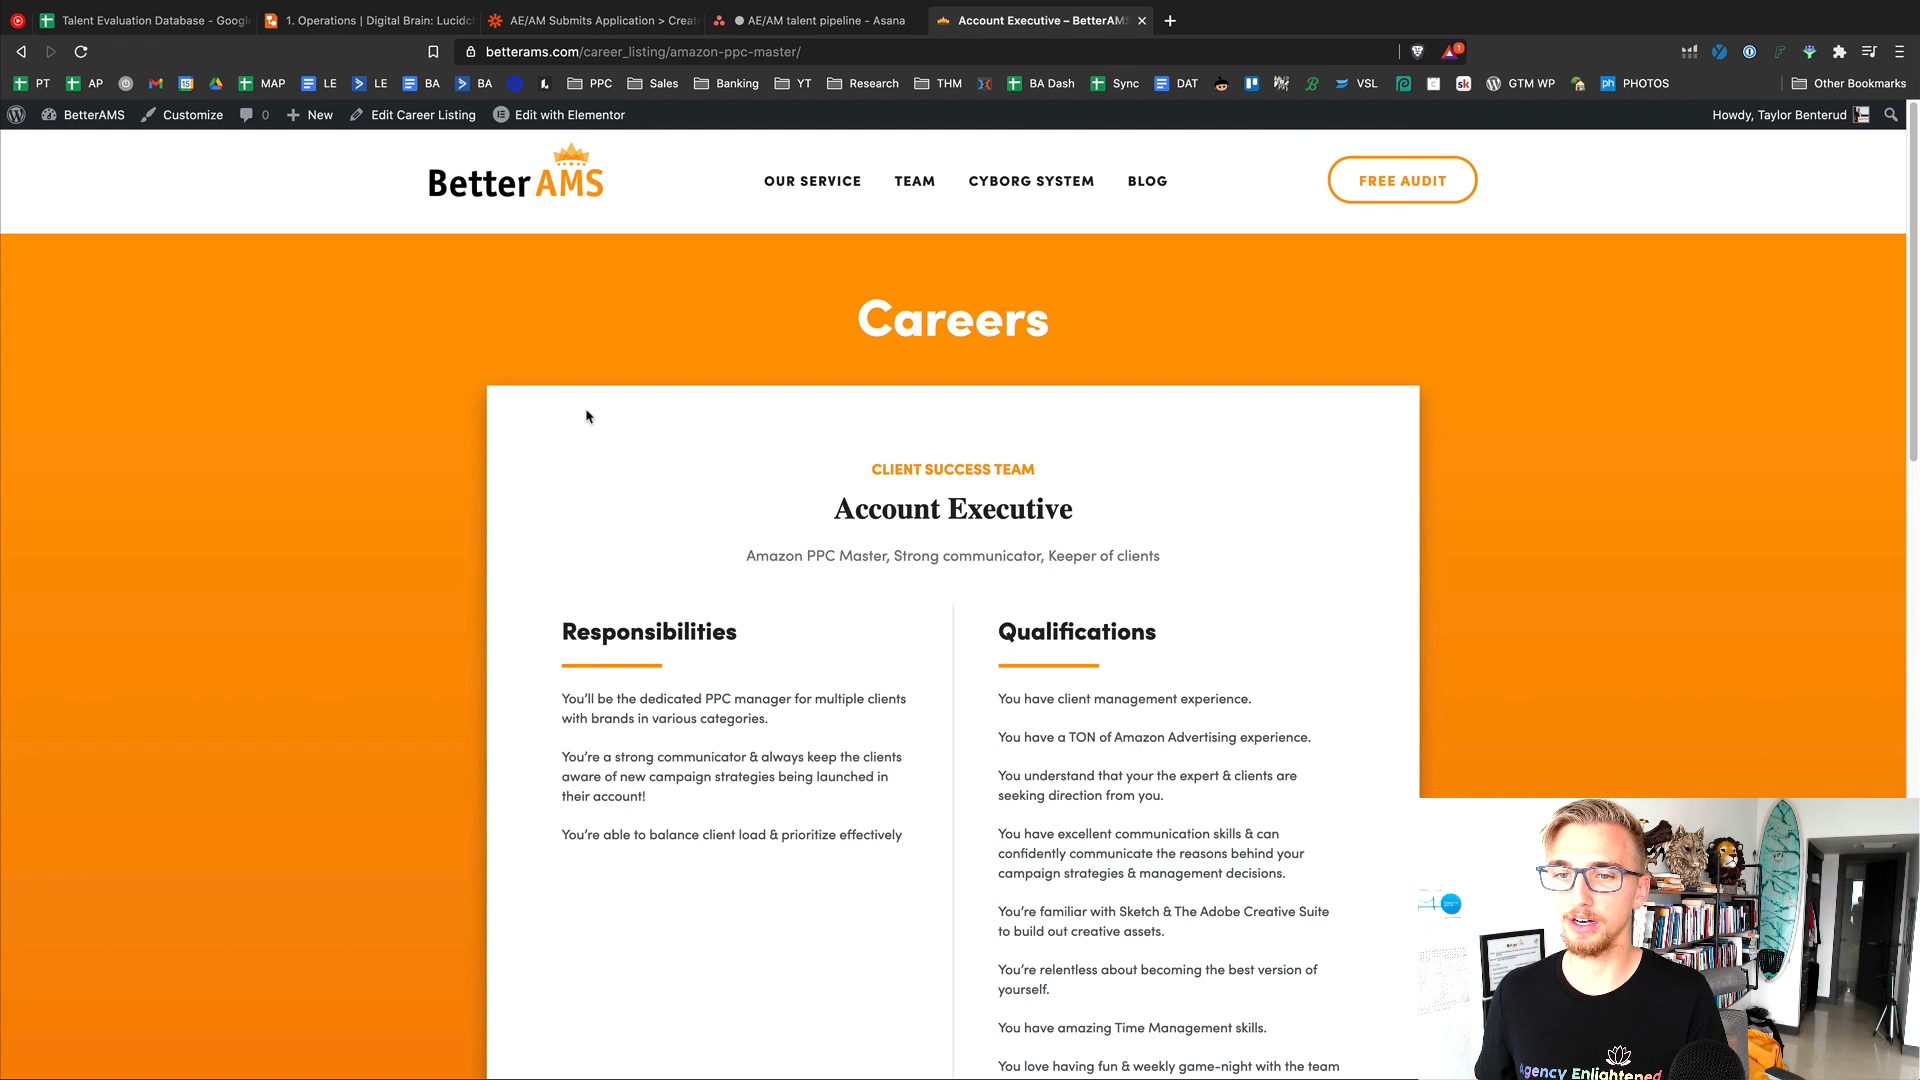 Talent Evaluation Database - Google
1. Operations | Digital Brain: Lucidc
AE/AM Submits Application > Creat
AE/AM talent pipeline - Asana
Account Executive – BetterAMS
betterams.com/career_listing/amazon-ppc-master/
1
PT
AP
MAP
LE
LE
BA
BA
PPC
Sales
Banking
YT
Research
THM
BA Dash
Sync
DAT
VSL
sk
GTM WP
ph
PHOTOS
Other Bookmarks
BetterAMS
Customize
0
New
Edit Career Listing
Edit with Elementor
Howdy, Taylor Benterud
Better AMS
OUR SERVICE
TEAM
CYBORG SYSTEM
BLOG
FREE AUDIT
Careers
CLIENT SUCCESS TEAM
Account Executive
Amazon PPC Master, Strong communicator, Keeper of clients
Responsibilities
You’ll be the dedicated PPC manager for multiple clients
with brands in various categories.
You’re a strong communicator & always keep the clients
aware of new campaign strategies being launched in
their account!
You’re able to balance client load & prioritize effectively
Qualifications
You have client management experience.
You have a TON of Amazon Advertising experience.
You understand that your the expert & clients are
seeking direction from you.
You have excellent communication skills & can
confidently communicate the reasons behind your
campaign strategies & management decisions.
You’re familiar with Sketch & The Adobe Creative Suite
to build out creative assets.
You’re relentless about becoming the best version of
yourself.
You have amazing Time Management skills.
You love having fun & weekly game-night with the team
Agency Enlightened